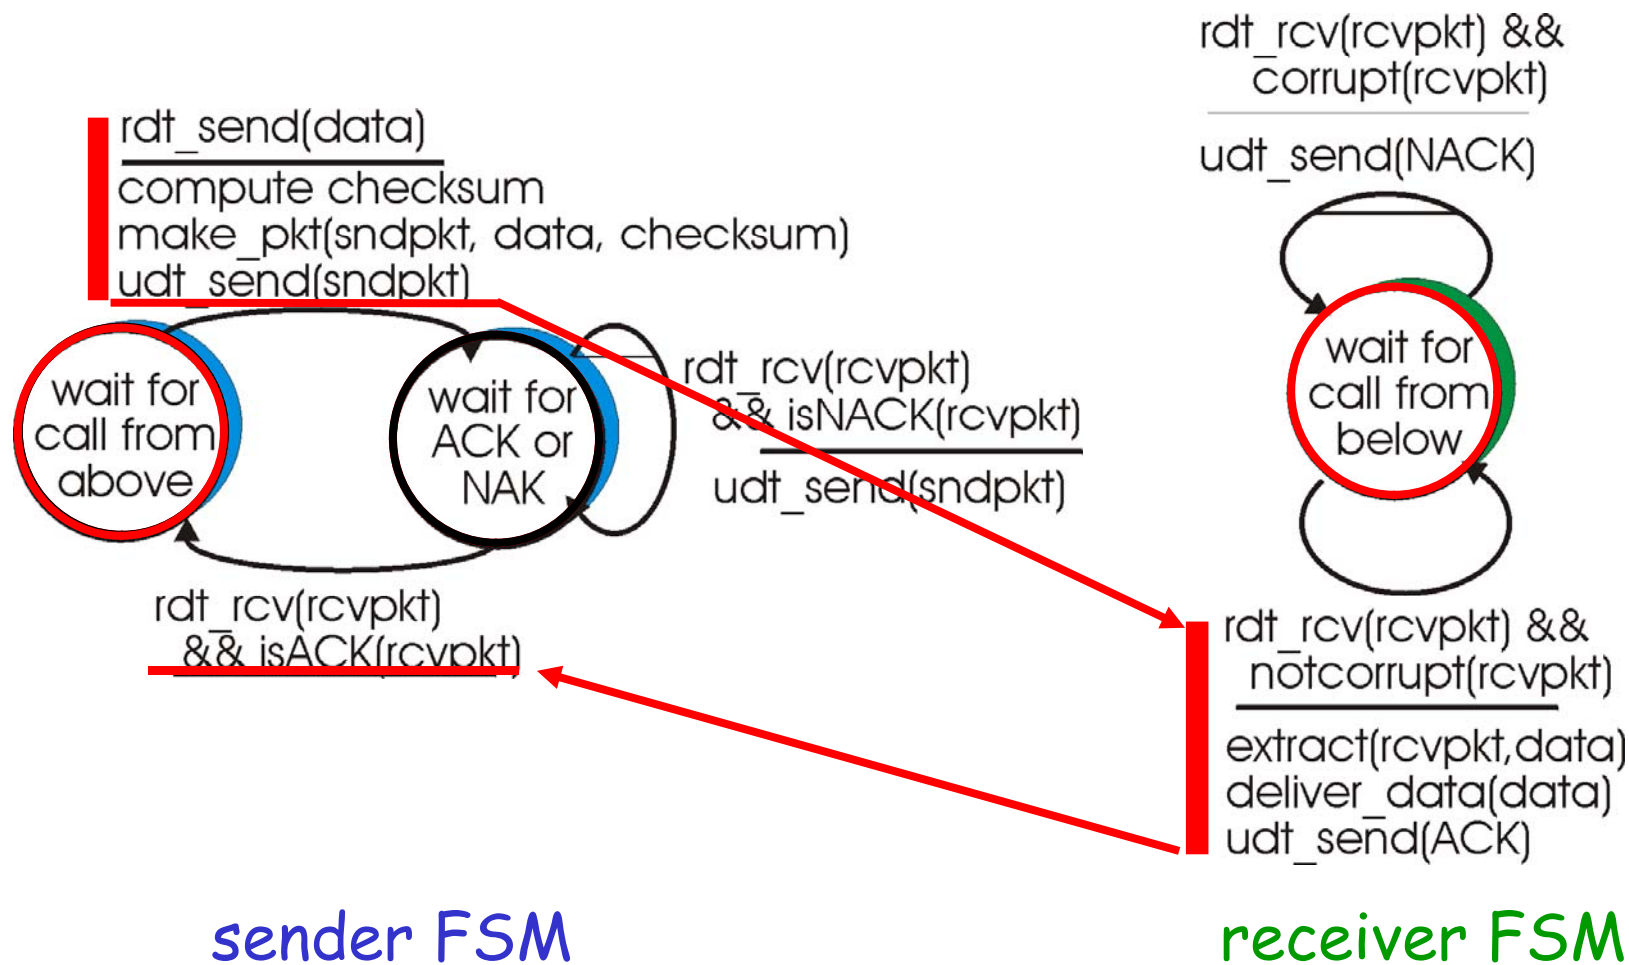 rdt_send(data)
compute checksum
make_pkt(sndpkt, data, checksum)
udt_send(sndpkt)
wait for
call from
above
wait for
ACK or
NAK
rdt_rcv(rcvpkt)
&& isNACK(rcvpkt)
udt_send(sndpkt)
rdt_rcv(rcvpkt)
&& isACK(rcvpkt)
sender FSM
rdt_rcv(rcvpkt) &&
corrupt(rcvpkt)
udt_send(NACK)
wait for
call from
below
rdt_rcv(rcvpkt) &&
notcorrupt(rcvpkt)
extract(rcvpkt,data)
deliver_data(data)
udt_send(ACK)
receiver FSM